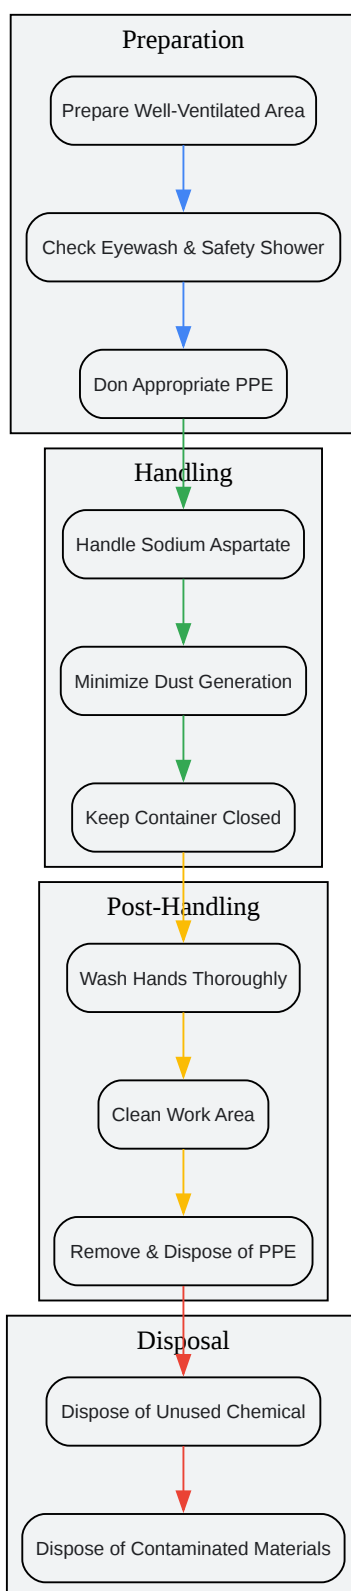 Preparation
Prepare Well-Ventilated Area
Check Eyewash & Safety Shower
Don Appropriate PPE
Handling
Handle Sodium Aspartate
Minimize Dust Generation
Keep Container Closed
Post-Handling
Wash Hands Thoroughly
Clean Work Area
Remove & Dispose of PPE
Disposal
Dispose of Unused Chemical
Dispose of Contaminated Materials